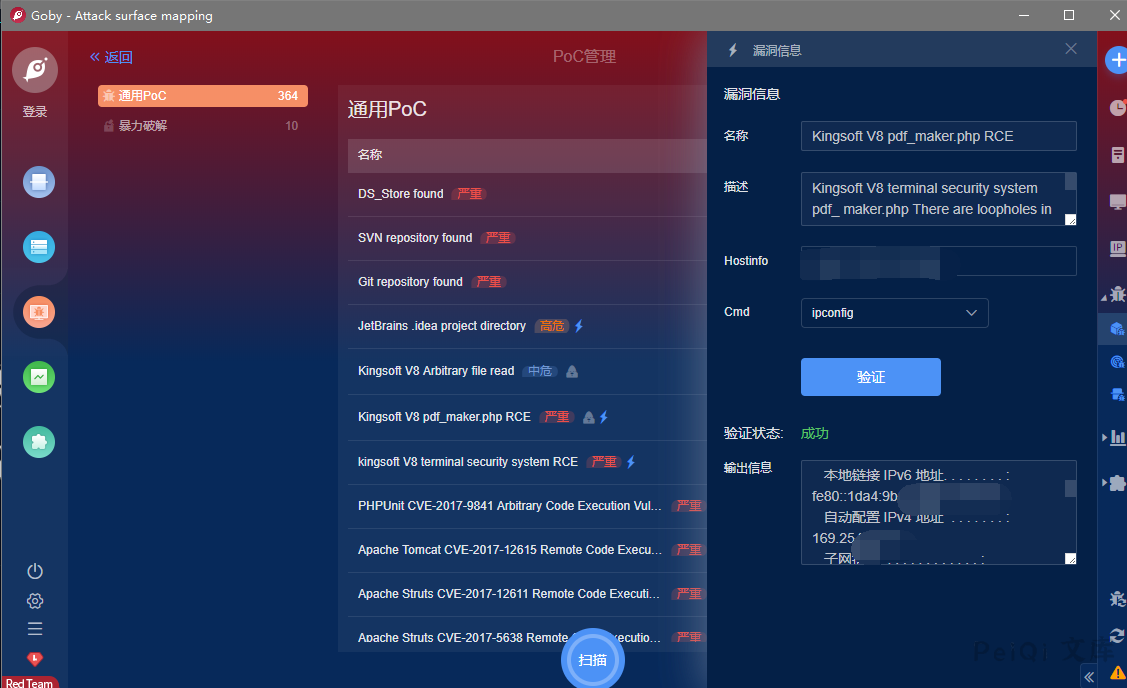 Goby - Attack surface mapping
登录
Red Team
返回
PoC管理
通用PoC 364
暴力破解 10
通用PoC
名称
DS_Store found 严重
SVN repository found 严重
Git repository found 严重
JetBrains .idea project directory 高危
Kingsoft V8 Arbitrary file read 中危
Kingsoft V8 pdf_maker.php RCE 严重
kingsoft V8 terminal security system RCE 严重
PHPUnit CVE-2017-9841 Arbitrary Code Execution Vul... 严重
Apache Tomcat CVE-2017-12615 Remote Code Execu... 严重
Apache Struts CVE-2017-12611 Remote Code Executi... 严重
Apache Struts CVE-2017-5638 Remote 严重
扫描
漏洞信息
漏洞信息
名称 Kingsoft V8 pdf_maker.php RCE
描述 Kingsoft V8 terminal security system
pdf_ maker.php There are loopholes in
Hostinfo
Cmd ipconfig
验证
验证状态: 成功
输出信息
本地链接 IPv6 地址. . . . . . . . :
fe80::1da4:9b
自动配置 IPv4 地址 . . . . . . . :
169.25
IP
PeiQi 文库